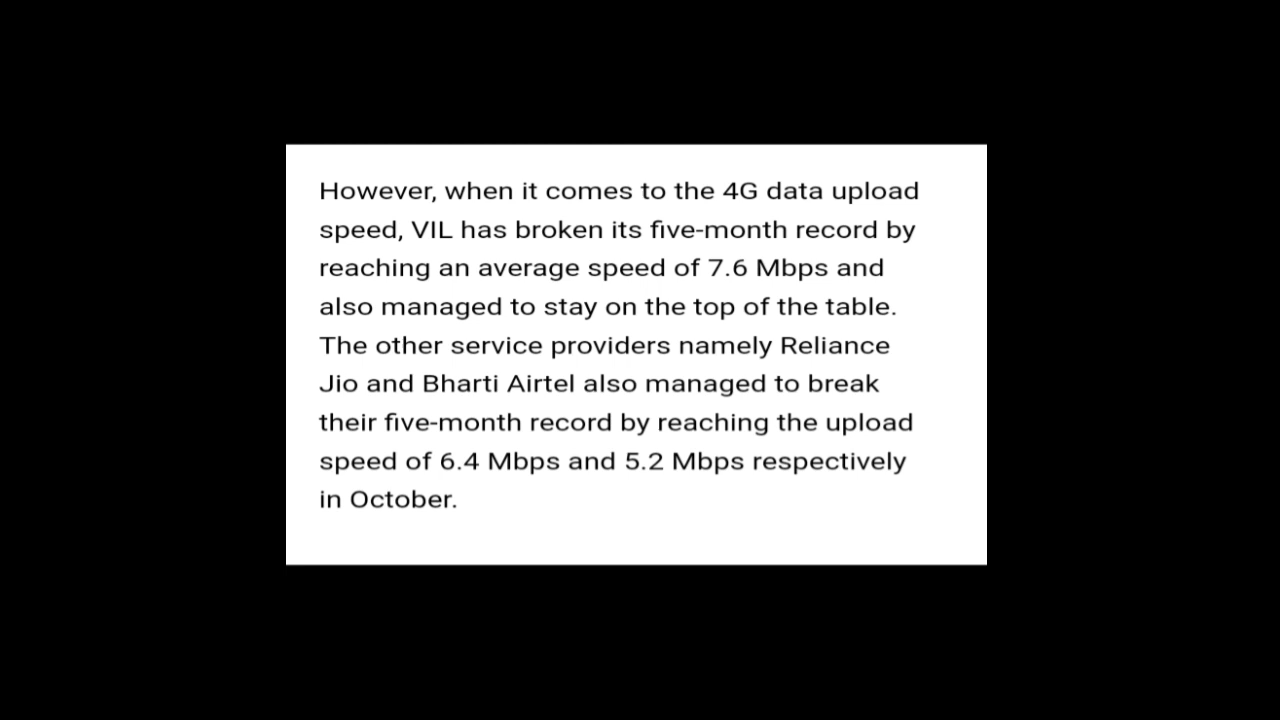 However, when it comes to the 4G data upload
speed, VIL has broken its five-month record by
reaching an average speed of 7.6 Mbps and
also managed to stay on the top of the table.
The other service providers namely Reliance
Jio and Bharti Airtel also managed to break
their five-month record by reaching the upload
speed of 6.4 Mbps and 5.2 Mbps respectively
in October.